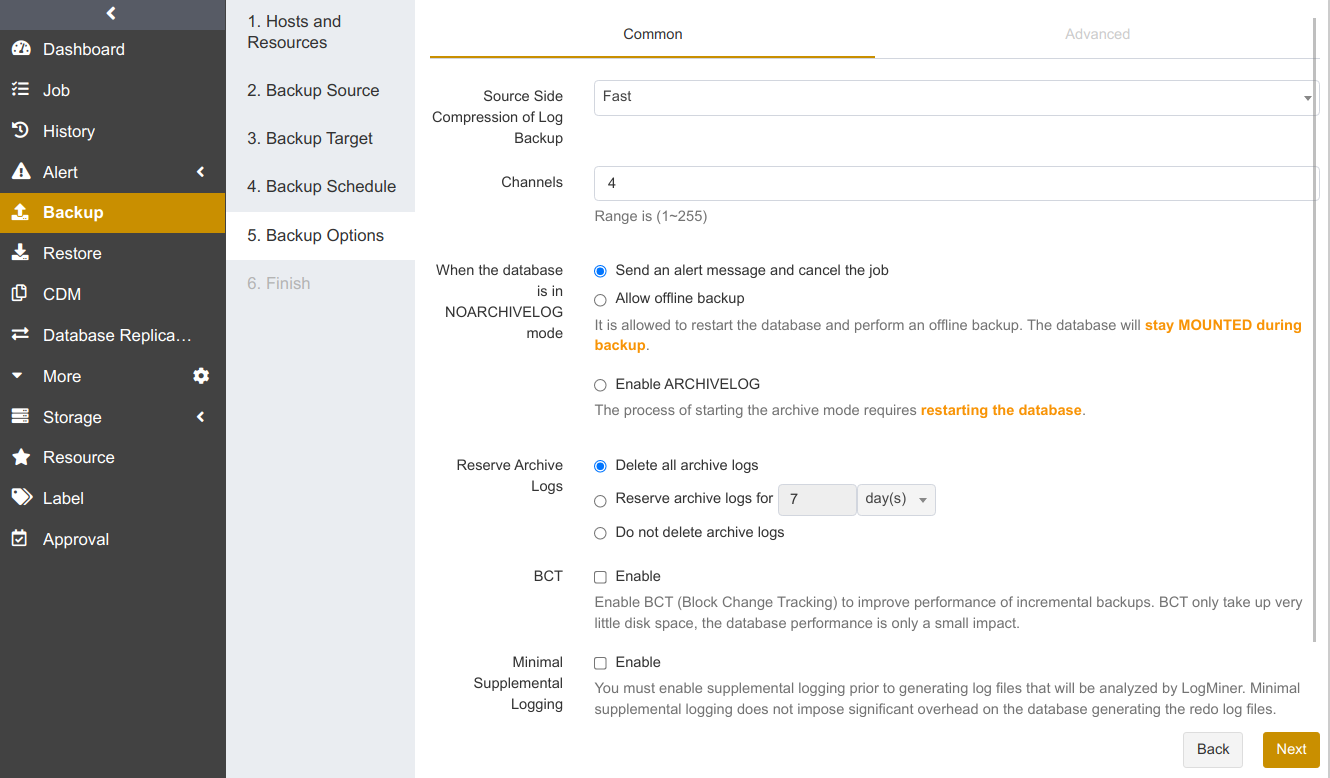 Dashboard
Job
History
Alert
Backup
Restore
CDM
Database Replica...
More
Storage
Resource
Label
Approval
1. Hosts and
Resources
2. Backup Source
3. Backup Target
4. Backup Schedule
5. Backup Options
6. Finish
Common
Advanced
Source Side
Compression of Log
Backup
Fast
Channels
4
Range is (1~255)
When the database
is in
NOARCHIVELOG
mode
Send an alert message and cancel the job
Allow offline backup
It is allowed to restart the database and perform an offline backup. The database will stay MOUNTED during
backup.
Enable ARCHIVELOG
The process of starting the archive mode requires restarting the database.
Reserve Archive
Logs
Delete all archive logs
Reserve archive logs for 7 day(s)
Do not delete archive logs
BCT
Enable
Enable BCT (Block Change Tracking) to improve performance of incremental backups. BCT only take up very
little disk space, the database performance is only a small impact.
Minimal
Supplemental
Logging
Enable
You must enable supplemental logging prior to generating log files that will be analyzed by LogMiner. Minimal
supplemental logging does not impose significant overhead on the database generating the redo log files.
Back
Next